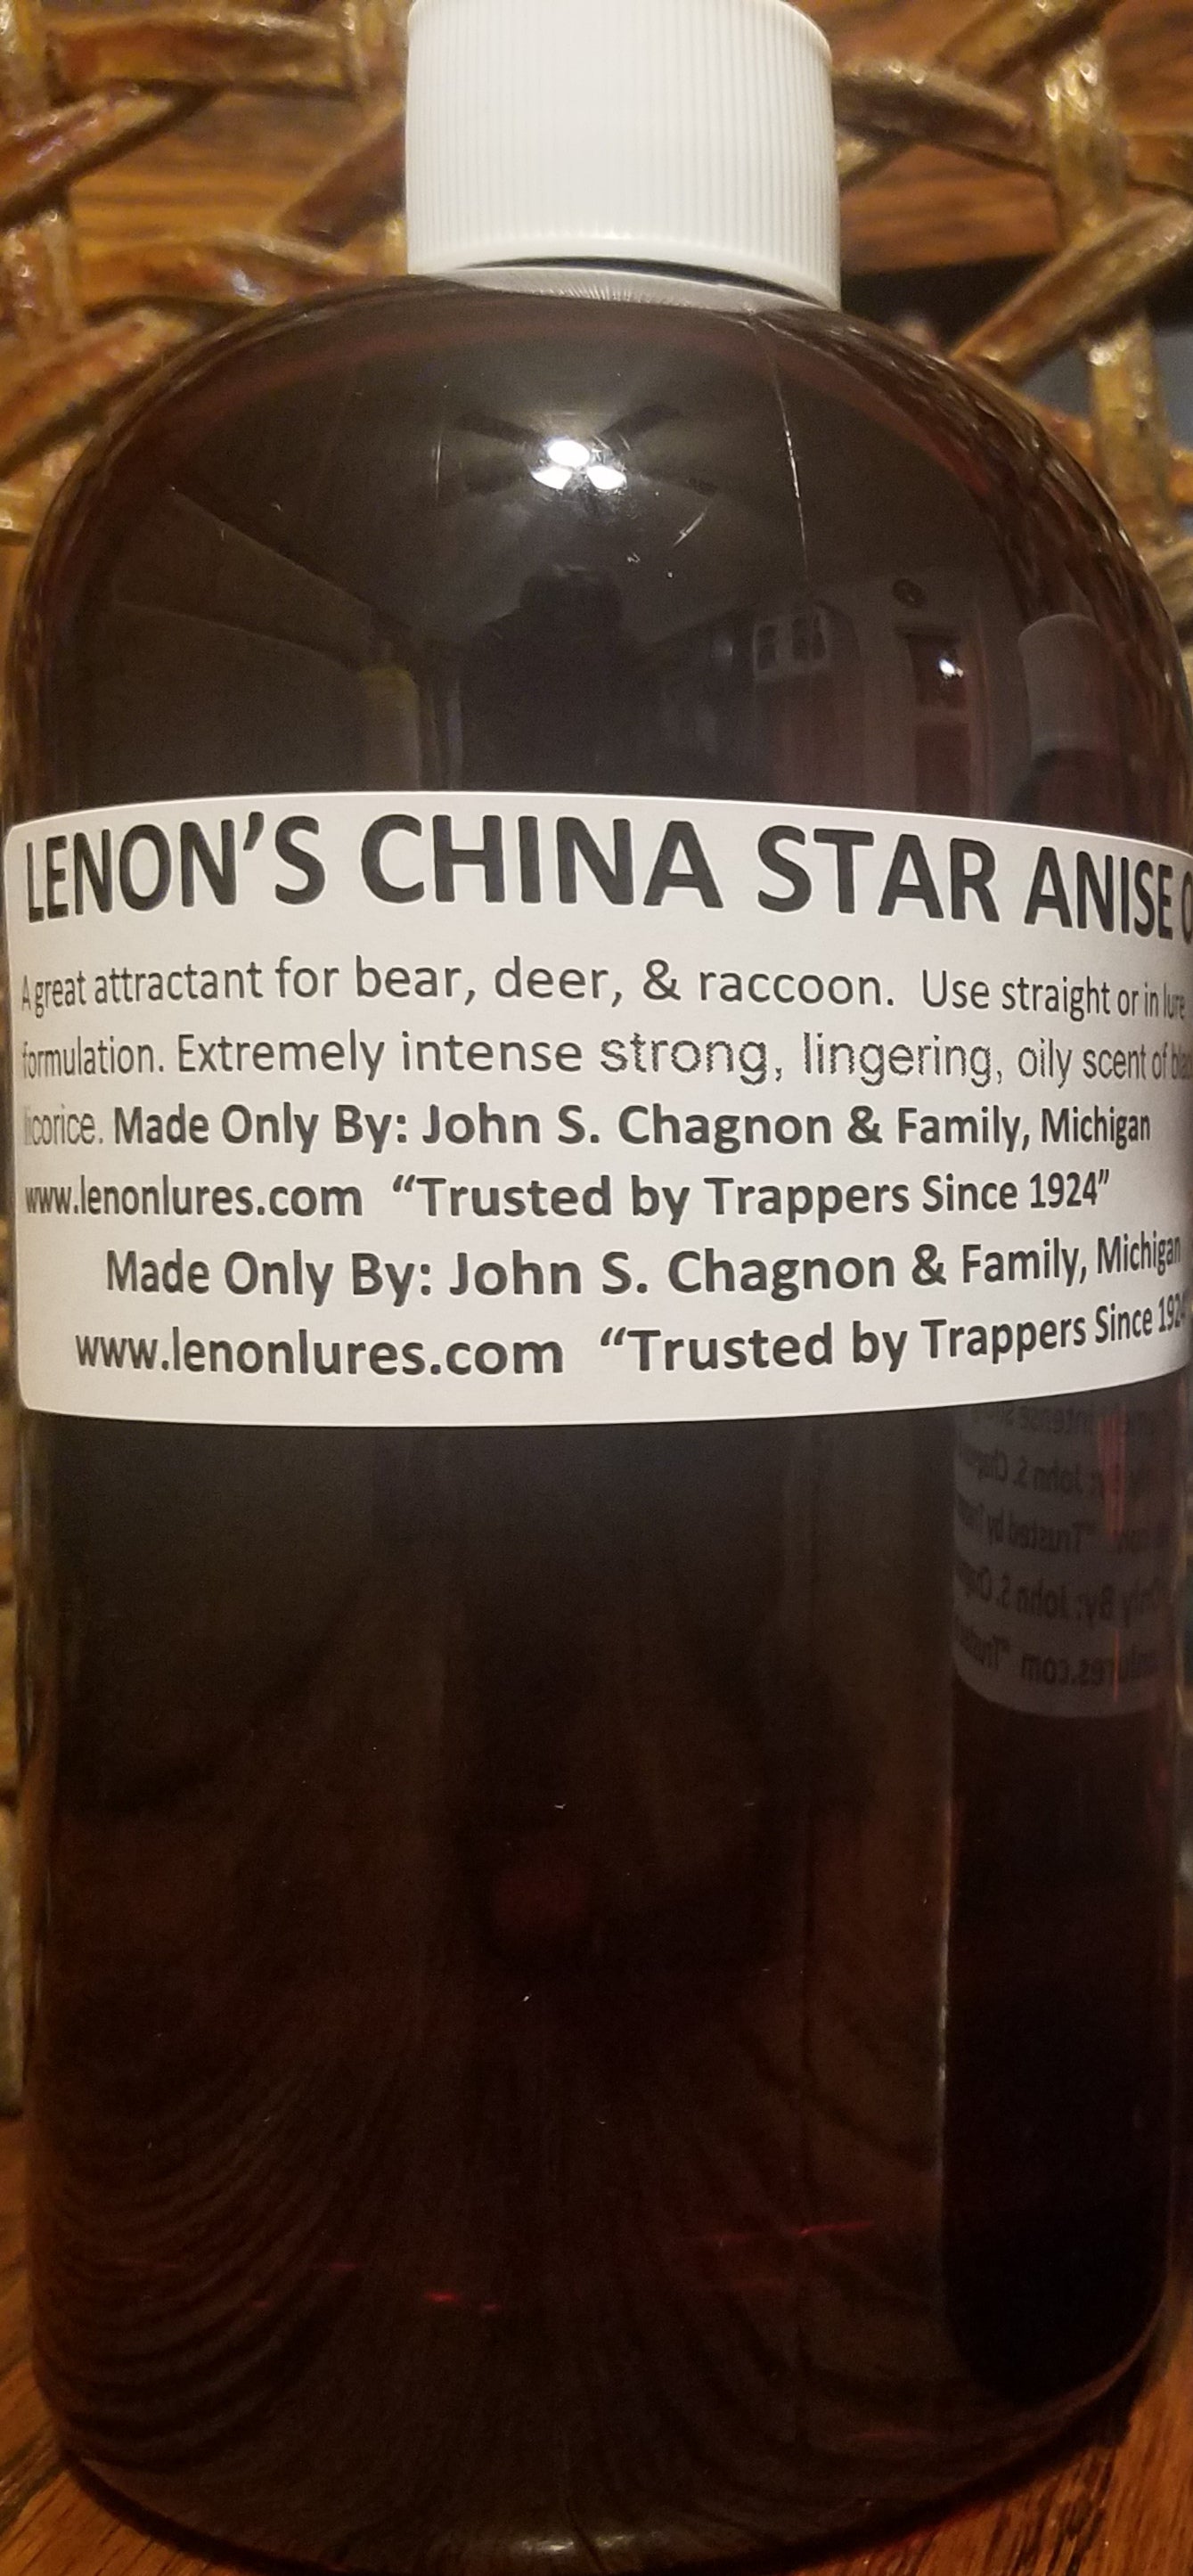 LENON'S CHINA STAR ANISE
A great attractant for bear, deer, & raccoon. Use straight or in lure
formulation. Extremely intense strong, lingering, oily scent of
licorice. Made Only By: John S. Chagnon & Family, Michigan
www.lenonlures.com "Trusted by Trappers Since 1924"
Made Only By: John S. Chagnon & Family, Michigan
www.lenonlures.com "Trusted by Trappers Since 1924"